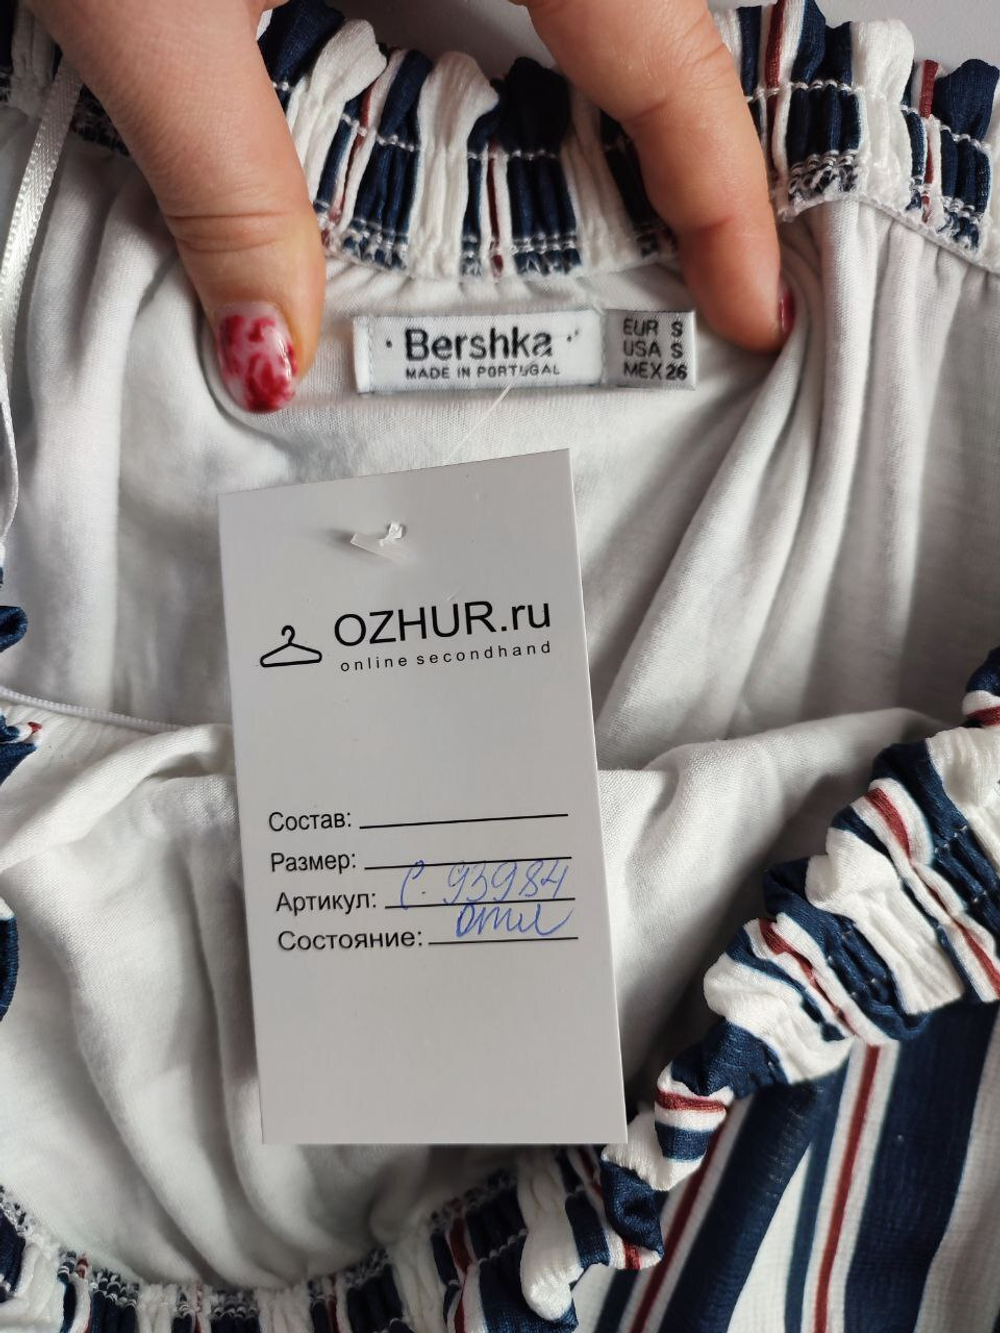 Bershka
MADE IN PORTUGAL
EUR S
USA S
MEX 26
OZHUR.ru
online secondhand
Состав:
Размер:
Артикул: С. 93984
Состояние: отл